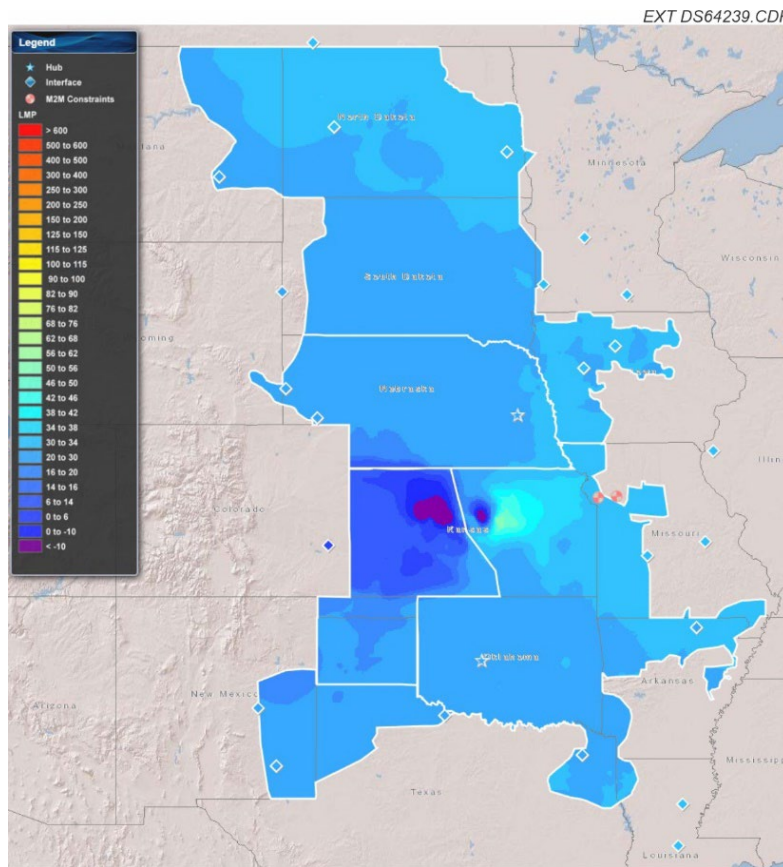 EXT DS64239.CDR
Legend
Hub
Interface
M2M Constraints
LMP
> 600
500 to 600
400 to 500
300 to 400
250 to 300
200 to 250
150 to 200
125 to 150
115 to 125
100 to 115
90 to 100
82 to 90
76 to 82
68 to 76
62 to 68
56 to 62
50 to 56
46 to 50
42 to 46
38 to 42
34 to 38
30 to 34
20 to 30
16 to 20
14 to 16
6 to 14
0 to 6
0 to -10
< -10
North Dakota
Montana
Minnesota
Wisconsin
South Dakota
Wyoming
Nebraska
Illin
Colorado
Kansas
Missouri
Oklahoma
New Mexico
Arkansas
Arizona
Mississipp
Texas
Louisiana